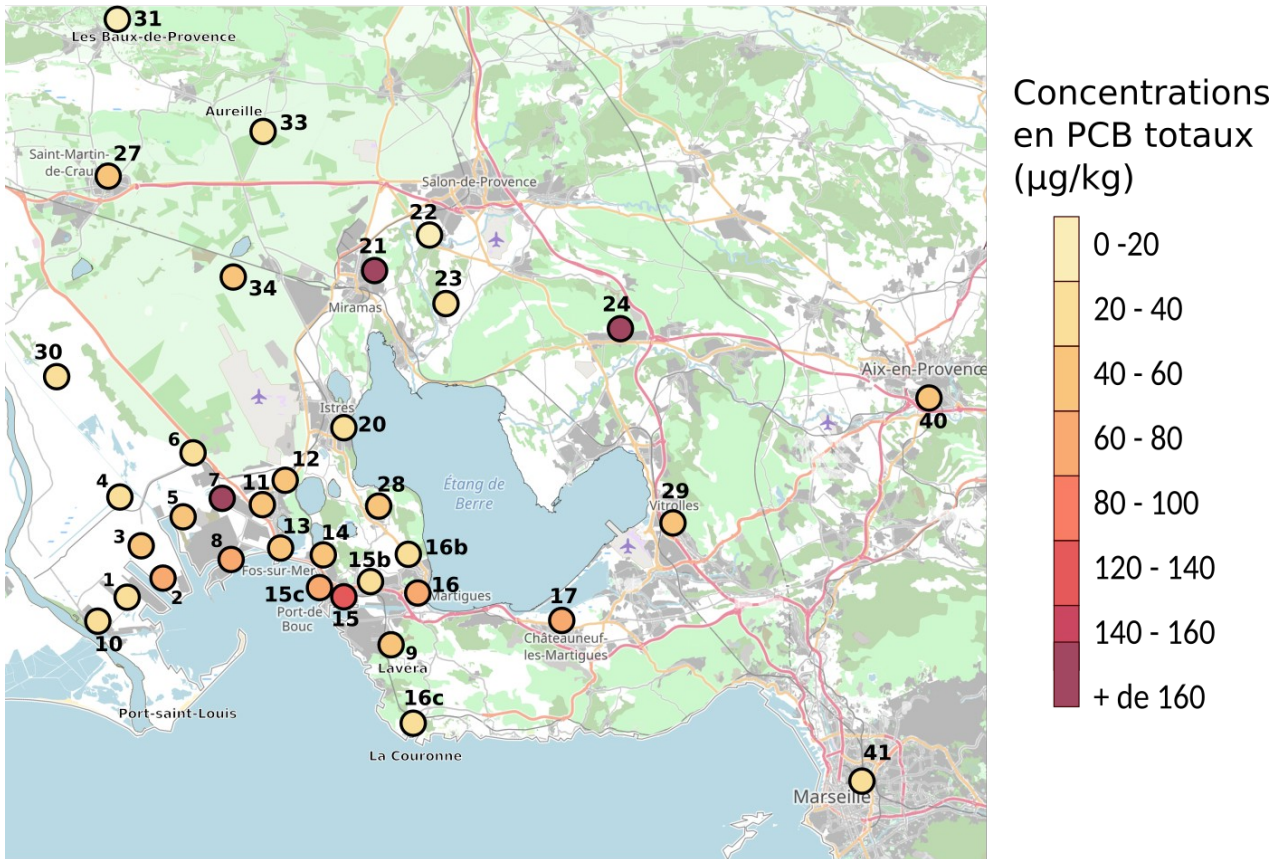 31
Les Baux-de-Provence
Concentrations
en PCB totaux
(µg/kg)
Aureille
33
Saint-Martin-
de-Crau
27
Salon-de-Provence
22
21
34
23
Miramas
24
30
Aix-en-Provence
40
Istres
20
6
12
4
5
7
11
28
Étang de
Berre
29
Vitrolles
3
8
13
14
16b
Fos-sur-Mer
15b
1
2
15c
16
Martigues
Port-de
Bouc
15
10
17
Châteauneuf-
les-Martigues
9
Lavéra
16c
Port-saint-Louis
La Couronne
41
Marseille
0 -20
20 - 40
40 - 60
60 - 80
80 - 100
120 - 140
140 - 160
+ de 160